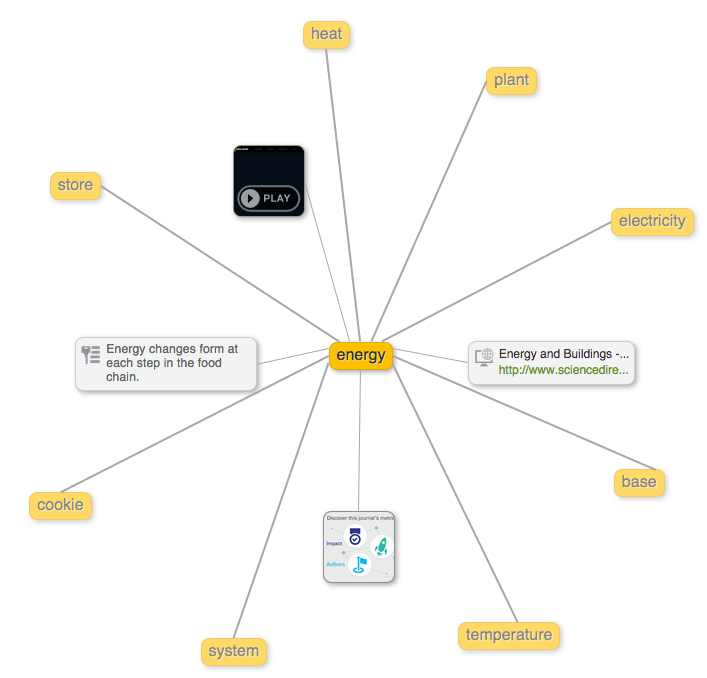 heat
plant
PLAY
store
electricity
energy
Energy changes form at
each step in the food
chain.
Energy and Buildings -...
http://www.sciencedire...
base
cookie
Discover this journal's metri
Impact
Authors
temperature
system